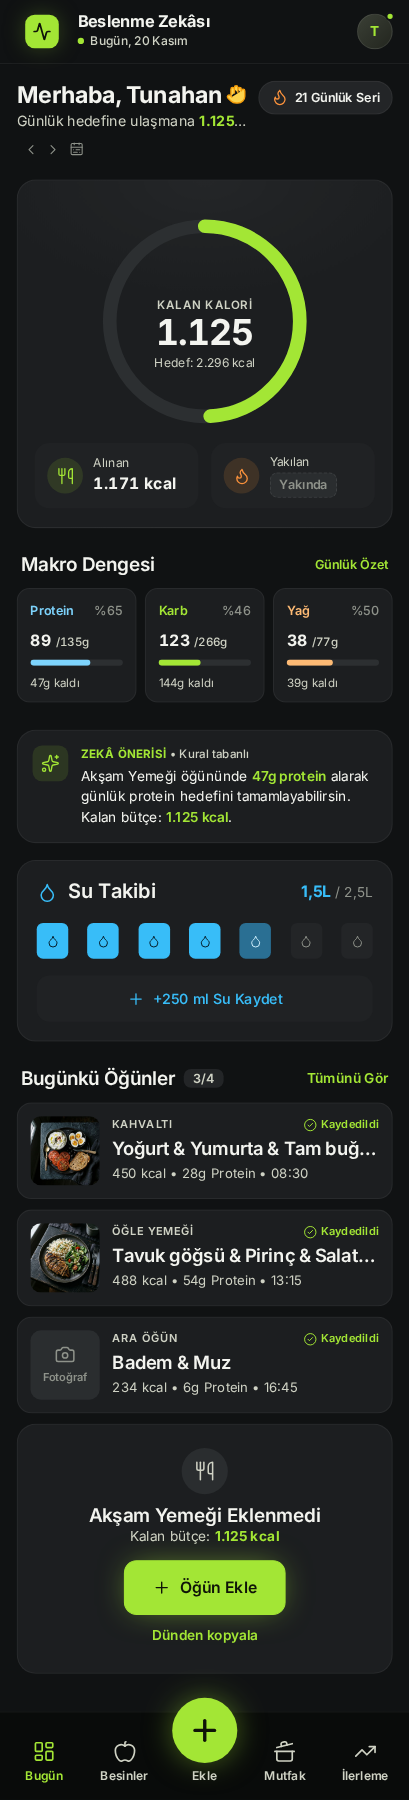 Beslenme Zekâsı
Bugün, 20 Kasım
T
Merhaba, Tunahan
21 Günlük Seri
Günlük hedefine ulaşmana 1.125...
KALAN KALORİ
1.125
Hedef: 2.296 kcal
Alınan
1.171 kcal
Yakılan
Yakında
Makro Dengesi
Günlük Özet
Protein %65
89 /135g
47g kaldı
Karb %46
123 /266g
144g kaldı
Yağ %50
38 /77g
39g kaldı
ZEKÂ ÖNERİSİ • Kural tabanlı
Akşam Yemeği öğününde 47g protein alarak
günlük protein hedefini tamamlayabilirsin.
Kalan bütçe: 1.125 kcal.
Su Takibi
1,5L / 2,5L
+250 ml Su Kaydet
Bugünkü Öğünler 3/4
Tümünü Gör
KAHVALTI
Kaydedildi
Yoğurt & Yumurta & Tam buğ...
450 kcal • 28g Protein • 08:30
ÖĞLE YEMEĞİ
Kaydedildi
Tavuk göğsü & Pirinç & Salat...
488 kcal • 54g Protein • 13:15
Fotoğraf
ARA ÖĞÜN
Kaydedildi
Badem & Muz
234 kcal • 6g Protein • 16:45
Akşam Yemeği Eklenmedi
Kalan bütçe: 1.125 kcal
+ Öğün Ekle
Dünden kopyala
Bugün
Besinler
Ekle
Mutfak
İlerleme